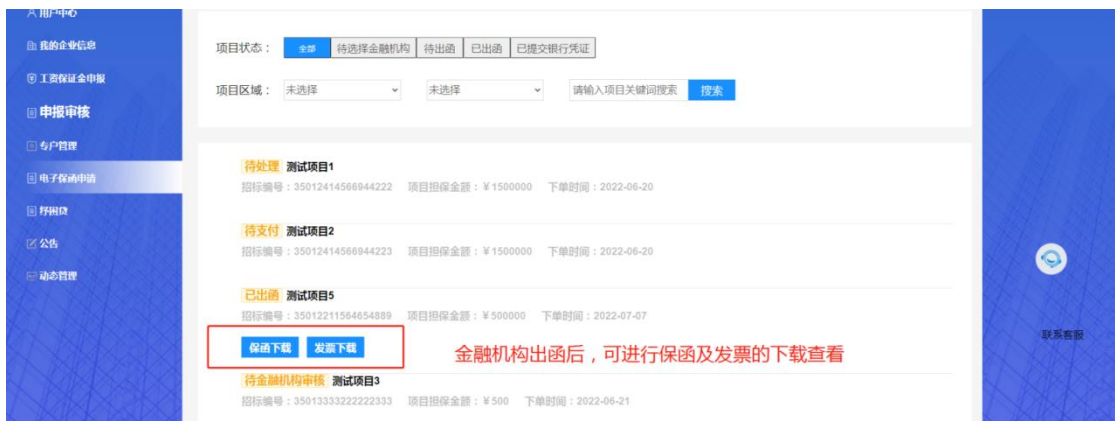 用户中心
我的企业信息
工资保证金申报
申报审核
专户管理
电子保函申请
纾困贷
公告
动态管理
项目状态： 全部 待选择金融机构 待出函 已出函 已提交银行凭证
项目区域： 未选择 未选择 请输入项目关键词搜索 搜索
待处理 测试项目1
招标编号：35012414566944222 项目担保金额：￥1500000 下单时间：2022-06-20
待支付 测试项目2
招标编号：35012414566944223 项目担保金额：￥1500000 下单时间：2022-06-20
已出函 测试项目5
招标编号：35012211564654889 项目担保金额：￥500000 下单时间：2022-07-07
保函下载 发票下载
金融机构出函后，可进行保函及发票的下载查看
待金融机构审核 测试项目3
招标编号：35013333222222333 项目担保金额：￥500 下单时间：2022-06-21
联系客服